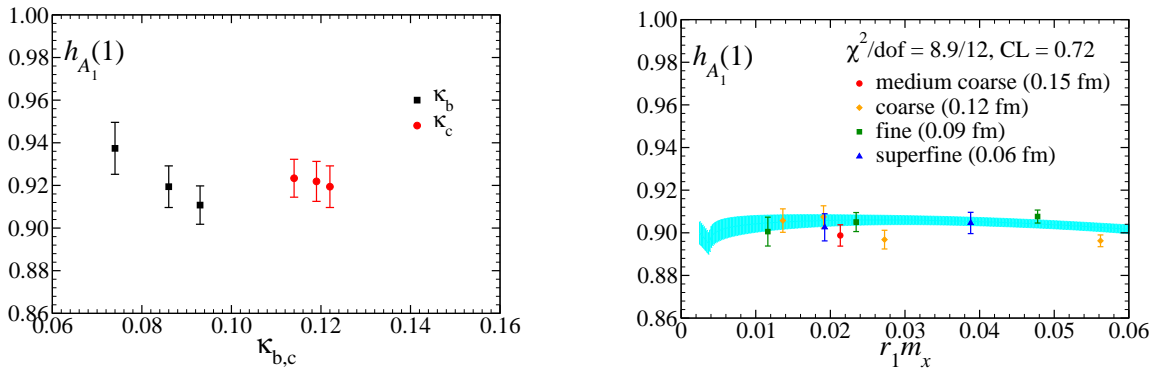 1.00
h_{A_1}(1)
0.96
κ_b
κ_c
0.94
0.92
0.90
0.88
0.86
0.06 0.08 0.10 0.12 0.14 0.16
κ_{b,c}
1.00
h_{A_1}(1)
χ²/dof = 8.9/12, CL = 0.72
0.98
medium coarse (0.15 fm)
0.96
coarse (0.12 fm)
fine (0.09 fm)
0.94
superfine (0.06 fm)
0.92
0.90
0.88
0.86
0 0.01 0.02 0.03 0.04 0.05 0.06
r_1 m_x